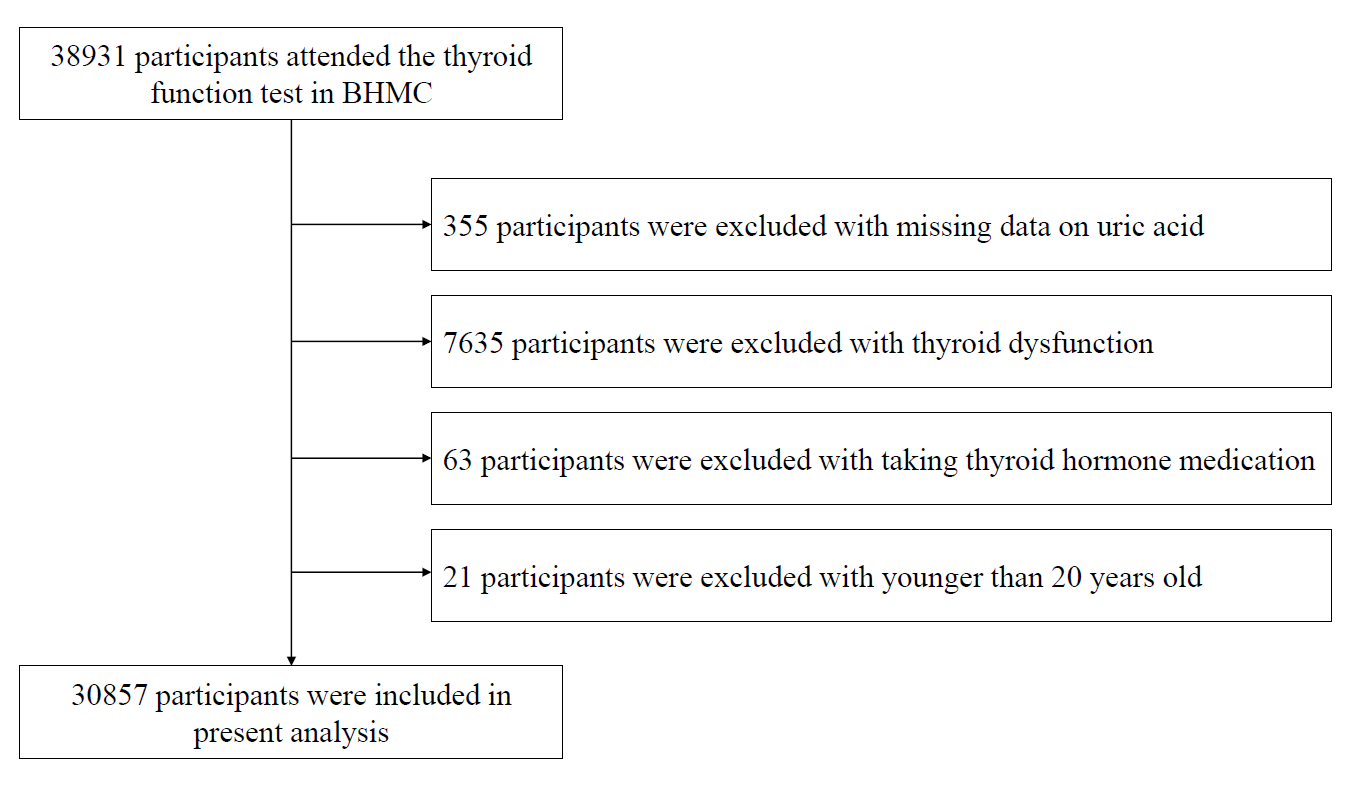 38931 participants attended the thyroid
function test in BHMC
355 participants were excluded with missing data on uric acid
7635 participants were excluded with thyroid dysfunction
63 participants were excluded with taking thyroid hormone medication
21 participants were excluded with younger than 20 years old
30857 participants were included in
present analysis